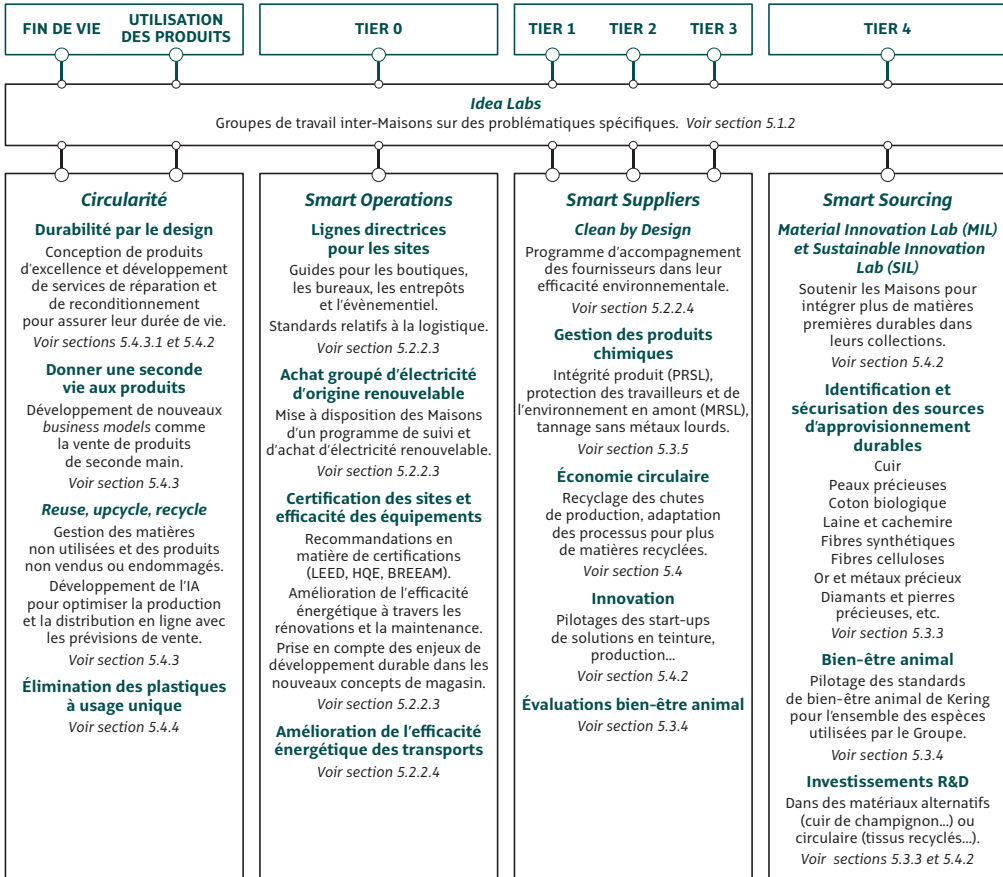 FIN DE VIE
UTILISATION
DES PRODUITS
TIER 0
TIER 1
TIER 2
TIER 3
TIER 4
Idea Labs
Groupes de travail inter-Maisons sur des problématiques spécifiques. Voir section 5.1.2
Circularité
Durabilité par le design
Conception de produits
d'excellence et développement
de services de réparation et
de reconditionnement
pour assurer leur durée de vie.
Voir sections 5.4.3.1 et 5.4.2
Donner une seconde
vie aux produits
Développement de nouveaux
business models comme
la vente de produits
de seconde main.
Voir section 5.4.3
Reuse, upcycle, recycle
Gestion des matières
non utilisées et des produits
non vendus ou endommagés.
Développement de l'IA
pour optimiser la production
et la distribution en ligne avec
les prévisions de vente.
Voir section 5.4.3
Élimination des plastiques
à usage unique
Voir section 5.4.4
Smart Operations
Lignes directrices
pour les sites
Guides pour les boutiques,
les bureaux, les entrepôts
et l'évènementiel.
Standards relatifs à la logistique.
Voir section 5.2.2.3
Achat groupé d'électricité
d'origine renouvelable
Mise à disposition des Maisons
d'un programme de suivi et
d'achat d'électricité renouvelable.
Voir section 5.2.2.3
Certification des sites et
efficacité des équipements
Recommandations en
matière de certifications
(LEED, HQE, BREEAM).
Amélioration de l'efficacité
énergétique à travers les
rénovations et la maintenance.
Prise en compte des enjeux de
développement durable dans les
nouveaux concepts de magasin.
Voir section 5.2.2.3
Amélioration de l'efficacité
énergétique des transports
Voir section 5.2.2.4
Smart Suppliers
Clean by Design
Programme d'accompagnement
des fournisseurs dans leur
efficacité environnementale.
Voir section 5.2.2.4
Gestion des produits
chimiques
Intégrité produit (PRSL),
protection des travailleurs et de
l'environnement en amont (MRSL),
tannage sans métaux lourds.
Voir section 5.3.5
Économie circulaire
Recyclage des chutes
de production, adaptation
des processus pour plus
de matières recyclées.
Voir section 5.4
Innovation
Pilotages des start-ups
de solutions en teinture,
production...
Voir section 5.4.2
Évaluations bien-être animal
Voir section 5.3.4
Smart Sourcing
Material Innovation Lab (MIL)
et Sustainable Innovation
Lab (SIL)
Soutenir les Maisons pour
intégrer plus de matières
premières durables dans
leurs collections.
Voir section 5.4.2
Identification et
sécurisation des sources
d'approvisionnement
durables
Cuir
Peaux précieuses
Coton biologique
Laine et cachemire
Fibres synthétiques
Fibres celluloses
Or et métaux précieux
Diamants et pierres
précieuses, etc.
Voir section 5.3.3
Bien-être animal
Pilotage des standards
de bien-être animal de Kering
pour l'ensemble des espèces
utilisées par le Groupe.
Voir section 5.3.4
Investissements R&D
Dans des matériaux alternatifs
(cuir de champignon...) ou
circulaire (tissus recyclés...).
Voir sections 5.3.3 et 5.4.2